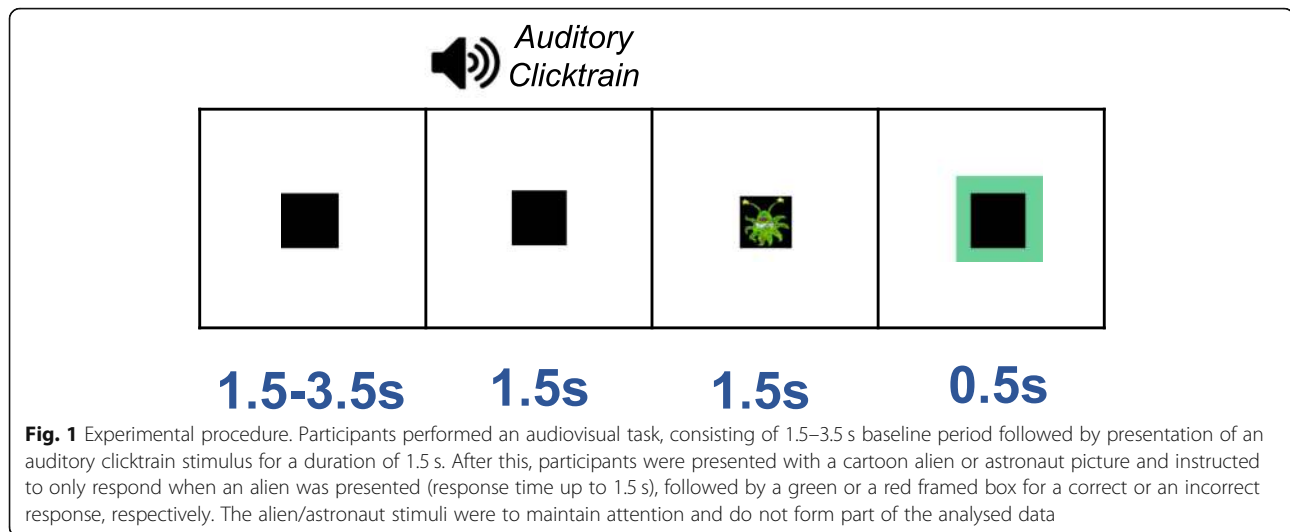 Auditory
Clicktrain
1.5-3.5s
1.5s
1.5s
0.5s
Fig. 1 Experimental procedure. Participants performed an audiovisual task, consisting of 1.5–3.5 s baseline period followed by presentation of an
auditory clicktrain stimulus for a duration of 1.5 s. After this, participants were presented with a cartoon alien or astronaut picture and instructed
to only respond when an alien was presented (response time up to 1.5 s), followed by a green or a red framed box for a correct or an incorrect
response, respectively. The alien/astronaut stimuli were to maintain attention and do not form part of the analysed data